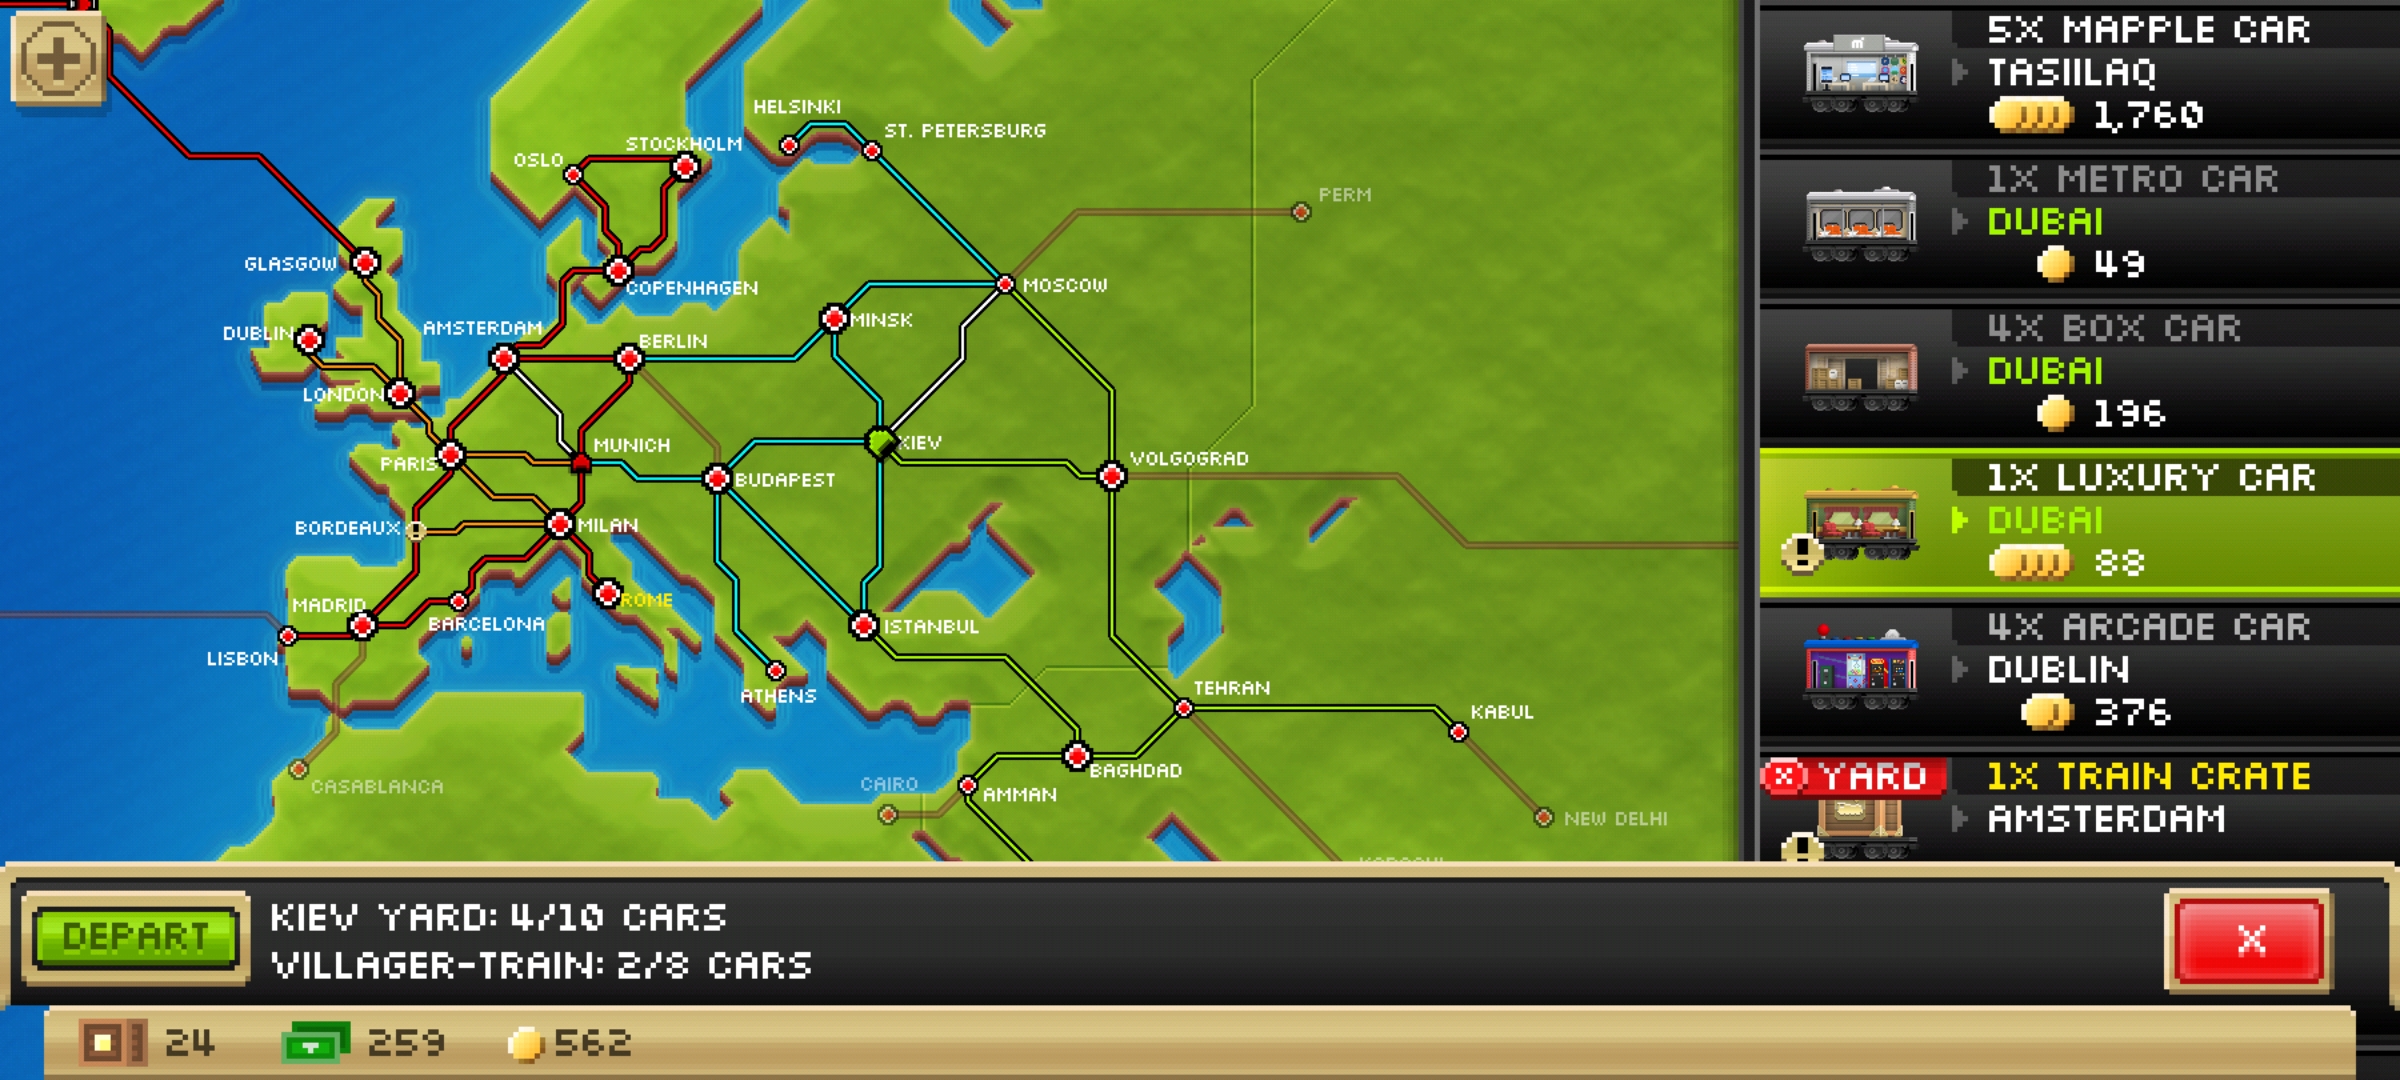 5X MAPPLE CAR
TASIILAQ
1,760
1X METRO CAR
DUBAI
49
4X BOX CAR
DUBAI
196
1X LUXURY CAR
DUBAI
88
4X ARCADE CAR
DUBLIN
376
YARD
1X TRAIN CRATE
AMSTERDAM
HELSINKI
ST. PETERSBURG
STOCKHOLM
OSLO
PERM
GLASGOW
COPENHAGEN
MOSCOW
DUBLIN
AMSTERDAM
BERLIN
MINSK
LONDON
MUNICH
KIEV
VOLGOGRAD
PARIS
BUDAPEST
BORDEAUX
MILAN
MADRID
ROME
BARCELONA
ISTANBUL
LISBON
ATHENS
TEHRAN
KABUL
CASABLANCA
CAIRO
BAGHDAD
AMMAN
NEW DELHI
DEPART
KIEV YARD: 4/10 CARS
VILLAGER-TRAIN: 2/8 CARS
X
24
259
562